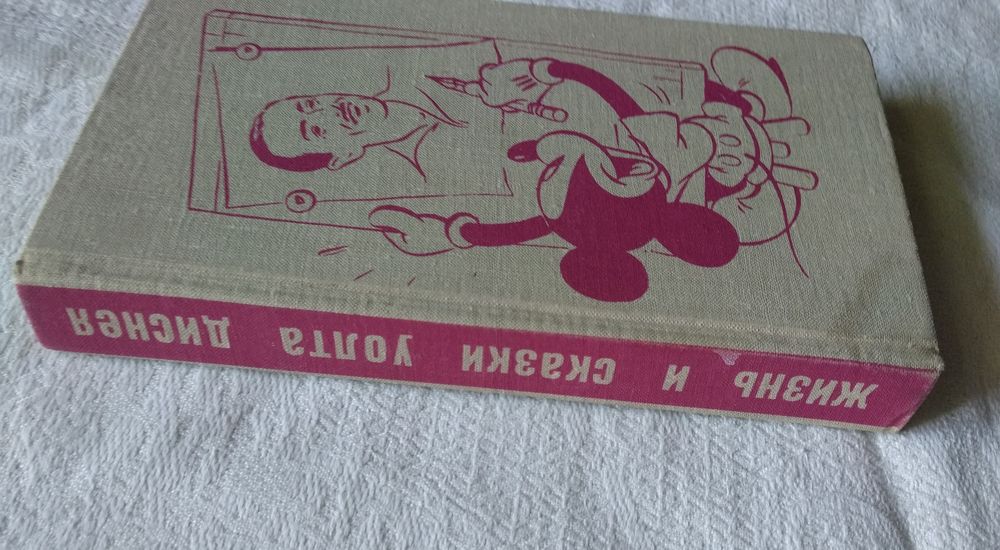 жизнь и сказки уолта диснея